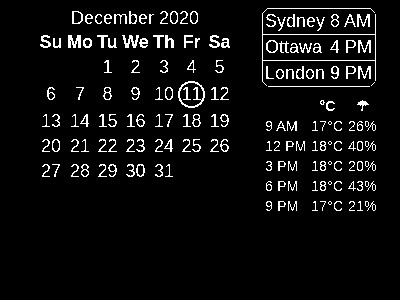 December 2020
Su Mo Tu We Th Fr Sa
1 2 3 4 5
6 7 8 9 10 11 12
13 14 15 16 17 18 19
20 21 22 23 24 25 26
27 28 29 30 31
Sydney 8 AM
Ottawa 4 PM
London 9 PM
°C ☂
9 AM 17°C 26%
12 PM 18°C 40%
3 PM 18°C 20%
6 PM 18°C 43%
9 PM 17°C 21%